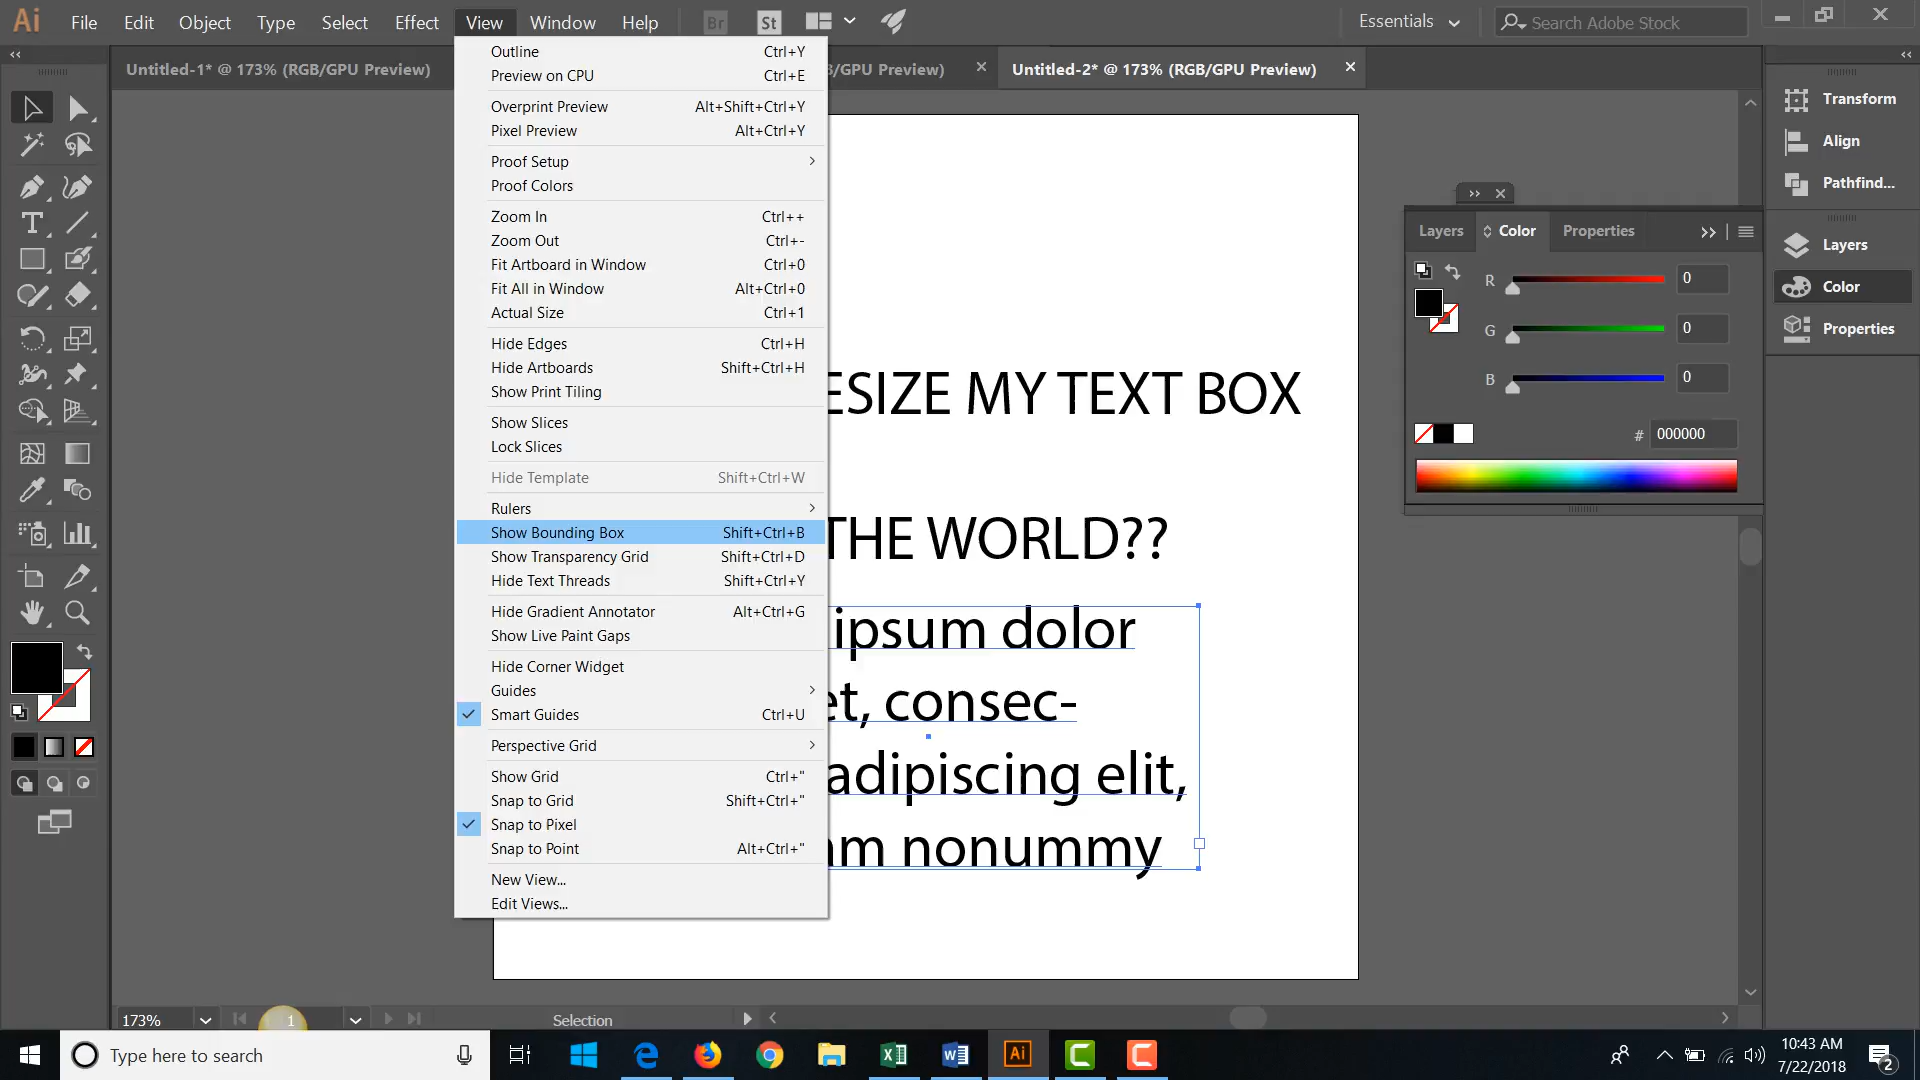 Ai File Edit Object Type Select Effect View Window Help Br St Essentials Search Adobe Stock
Untitled-1* @ 173% (RGB/GPU Preview)
/GPU Preview)
Untitled-2* @ 173% (RGB/GPU Preview)
Outline Ctrl+Y
Preview on CPU Ctrl+E
Overprint Preview Alt+Shift+Ctrl+Y
Pixel Preview Alt+Ctrl+Y
Proof Setup
Proof Colors
Zoom In Ctrl++
Zoom Out Ctrl+-
Fit Artboard in Window Ctrl+0
Fit All in Window Alt+Ctrl+0
Actual Size Ctrl+1
Hide Edges Ctrl+H
Hide Artboards Shift+Ctrl+H
Show Print Tiling
Show Slices
Lock Slices
Hide Template Shift+Ctrl+W
Rulers
Show Bounding Box Shift+Ctrl+B
Show Transparency Grid Shift+Ctrl+D
Hide Text Threads Shift+Ctrl+Y
Hide Gradient Annotator Alt+Ctrl+G
Show Live Paint Gaps
Hide Corner Widget
Guides
Smart Guides Ctrl+U
Perspective Grid
Show Grid Ctrl+"
Snap to Grid Shift+Ctrl+"
Snap to Pixel
Snap to Point Alt+Ctrl+"
New View...
Edit Views...
ESIZE MY TEXT BOX
THE WORLD??
ipsum dolor
et, consec-
adipiscing elit,
am nonummy
Layers Color Properties
R 0
G 0
B 0
# 000000
Transform
Align
Pathfind...
Layers
Color
Properties
173% 1 Selection
Type here to search
Ai
10:43 AM
7/22/2018
2